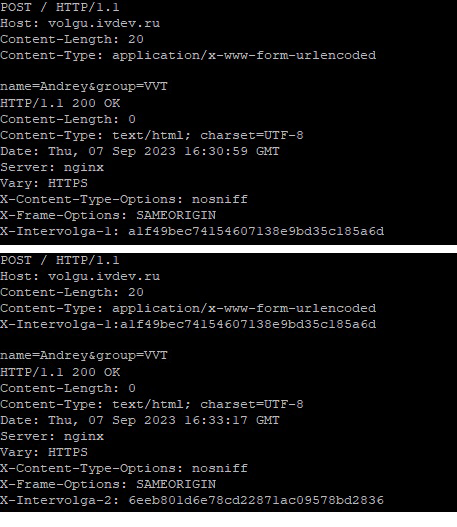 POST / HTTP/1.1
Host: volgu.ivdev.ru
Content-Length: 20
Content-Type: application/x-www-form-urlencoded
name=Andrey&group=VVT
HTTP/1.1 200 OK
Content-Length: 0
Content-Type: text/html; charset=UTF-8
Date: Thu, 07 Sep 2023 16:30:59 GMT
Server: nginx
Vary: HTTPS
X-Content-Type-Options: nosniff
X-Frame-Options: SAMEORIGIN
X-Intervolga-1: a1f49bec74154607138e9bd35c185a6d
POST / HTTP/1.1
Host: volgu.ivdev.ru
Content-Length: 20
Content-Type: application/x-www-form-urlencoded
X-Intervolga-1:a1f49bec74154607138e9bd35c185a6d
name=Andrey&group=VVT
HTTP/1.1 200 OK
Content-Length: 0
Content-Type: text/html; charset=UTF-8
Date: Thu, 07 Sep 2023 16:33:17 GMT
Server: nginx
Vary: HTTPS
X-Content-Type-Options: nosniff
X-Frame-Options: SAMEORIGIN
X-Intervolga-2: 6eeb801d6e78cd22871ac09578bd2836